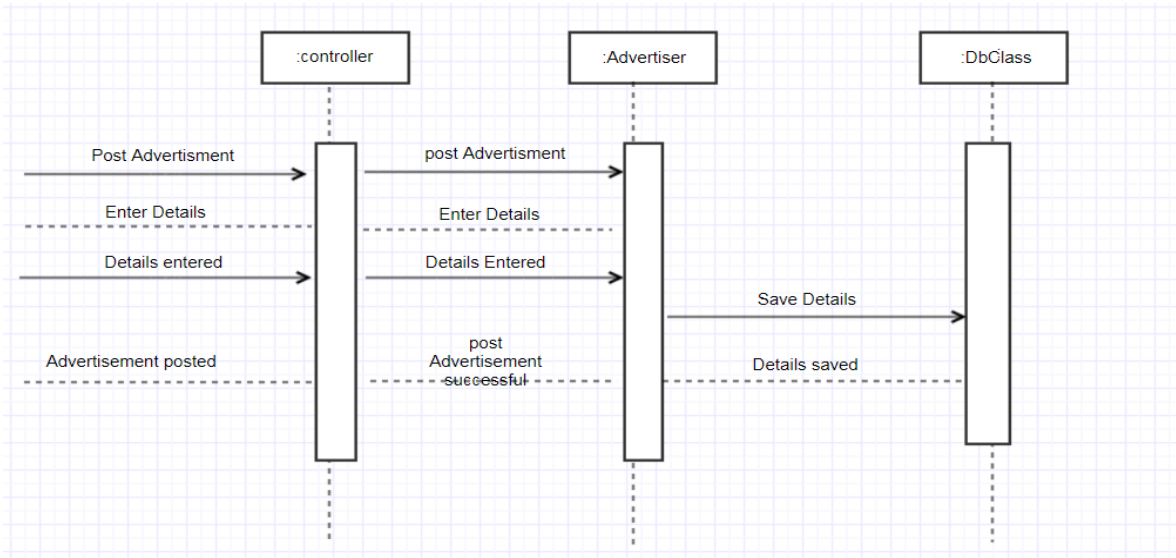 :controller
:Advertiser
:DbClass
Post Advertisment
post Advertisment
Enter Details
Enter Details
Details entered
Details Entered
Save Details
Advertisement posted
post
Advertisement
successful
Details saved